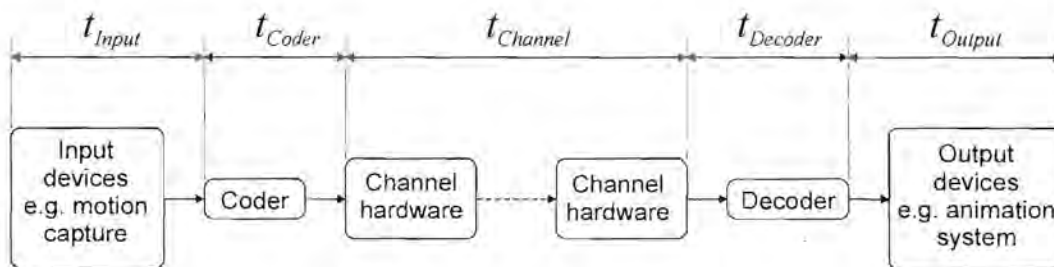 t_Input t_Coder t_Channel t_Decoder t_Output
Input
devices
e.g. motion
capture
Coder
Channel
hardware
Channel
hardware
Decoder
Output
devices
e.g. animation
system